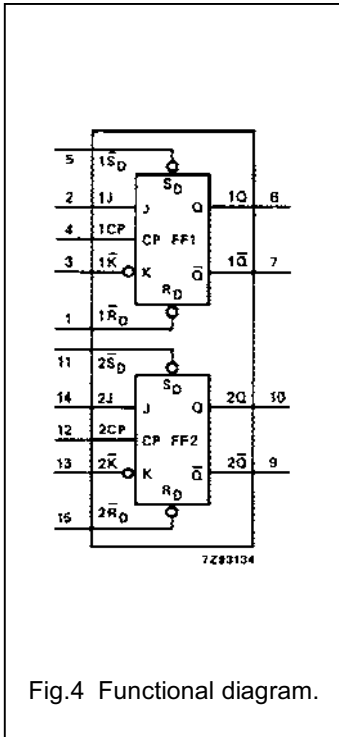 5 1S̅D
SD
2 1J J Q 1Q 6
4 1CP CP FF1
3 1K̅ K Q̅ 1Q̅ 7
RD
1 1R̅D
11 2S̅D
SD
14 2J J Q 2Q 10
12 2CP CP FF2
13 2K̅ K Q̅ 2Q̅ 9
RD
15 2R̅D
7Z93134
Fig.4 Functional diagram.